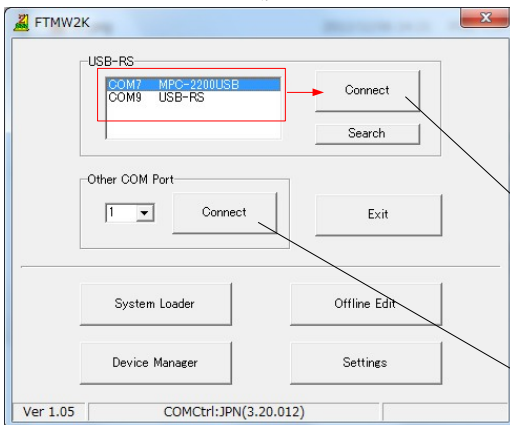 FTMW2K
USB-RS
COM7 MPC-2200USB
COM9 USB-RS
Connect
Search
Other COM Port
1
Connect
Exit
System Loader
Offline Edit
Device Manager
Settings
Ver 1.05
COMCtrl:JPN(3.20.012)